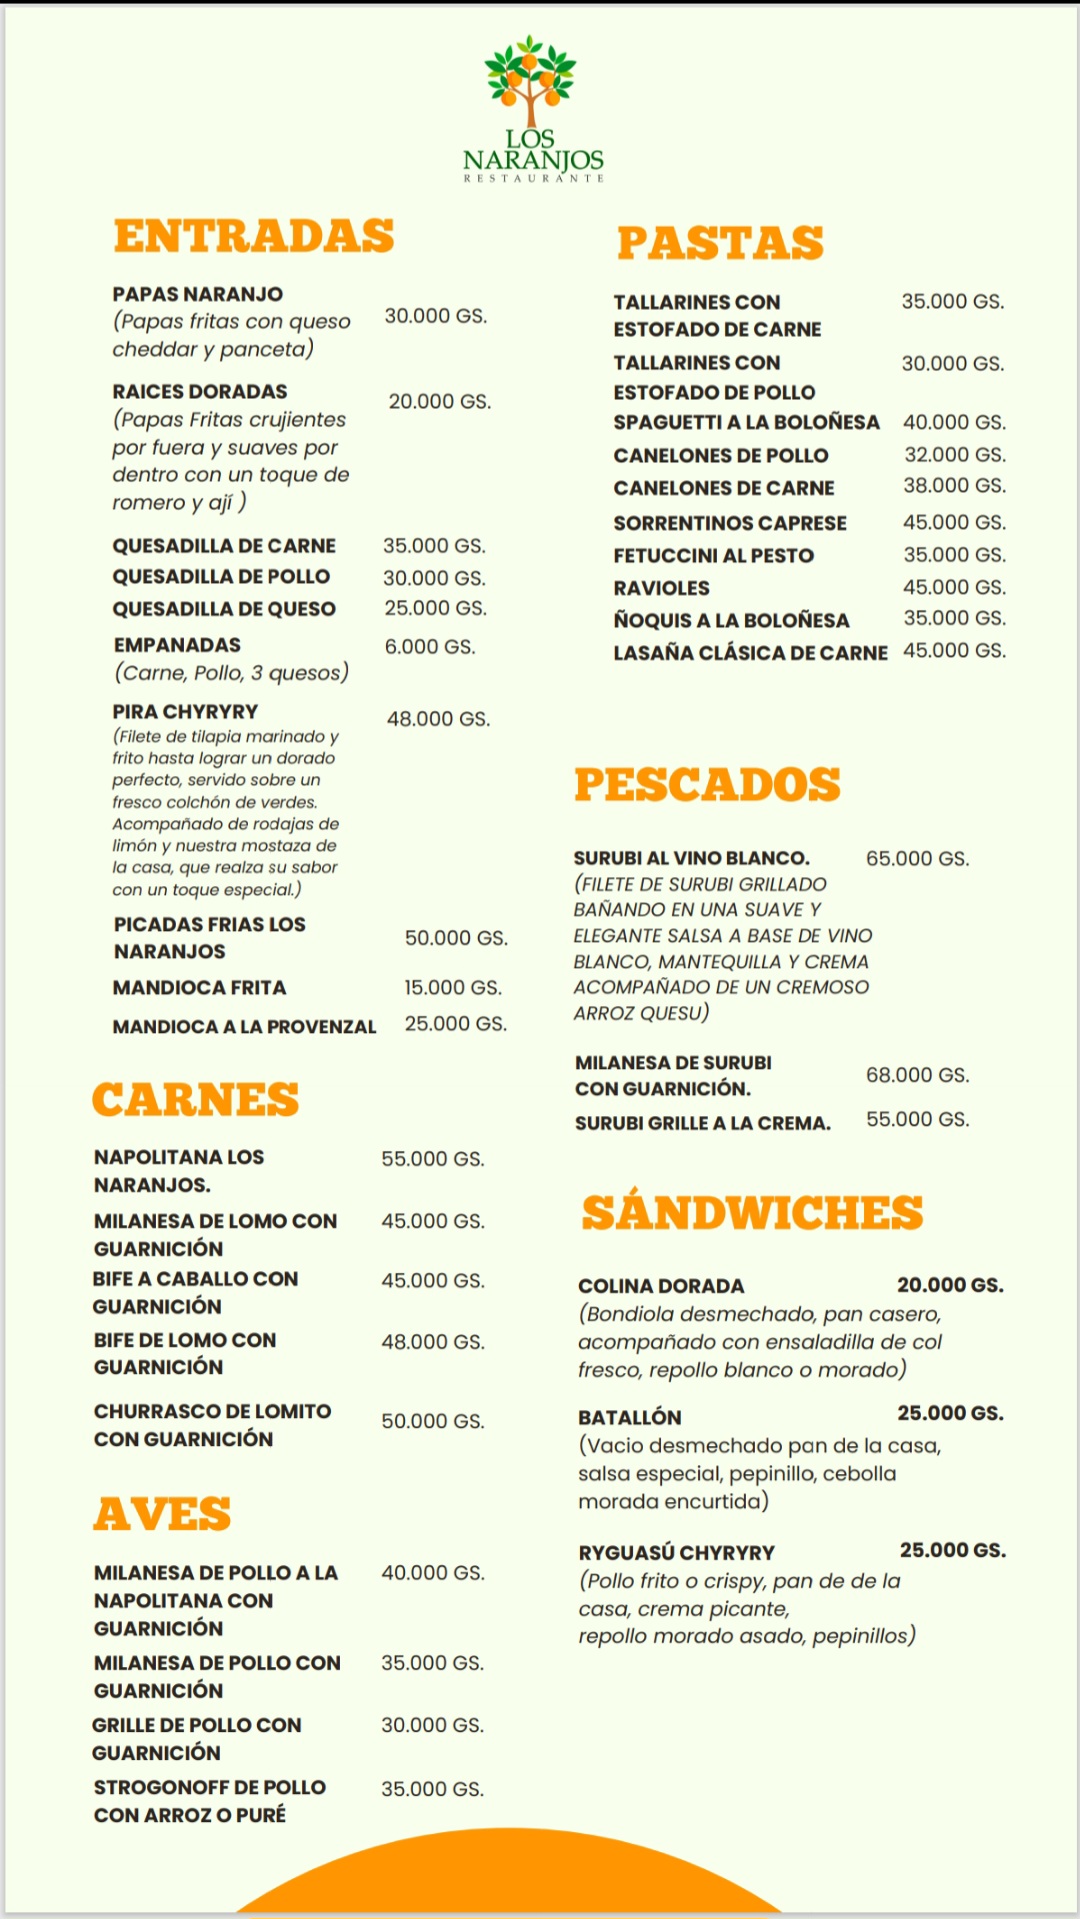 LOS
NARANJOS
RESTAURANTE
ENTRADAS
PAPAS NARANJO
(Papas fritas con queso
cheddar y panceta)
30.000 GS.
RAICES DORADAS
20.000 GS.
(Papas Fritas crujientes
por fuera y suaves por
dentro con un toque de
romero y ají )
QUESADILLA DE CARNE 35.000 GS.
QUESADILLA DE POLLO 30.000 GS.
QUESADILLA DE QUESO 25.000 GS.
EMPANADAS 6.000 GS.
(Carne, Pollo, 3 quesos)
PIRA CHYRYRY 48.000 GS.
(Filete de tilapia marinado y
frito hasta lograr un dorado
perfecto, servido sobre un
fresco colchón de verdes.
Acompañado de rodajas de
limón y nuestra mostaza de
la casa, que realza su sabor
con un toque especial.)
PICADAS FRIAS LOS
NARANJOS
50.000 GS.
MANDIOCA FRITA 15.000 GS.
MANDIOCA A LA PROVENZAL 25.000 GS.
CARNES
NAPOLITANA LOS 55.000 GS.
NARANJOS.
MILANESA DE LOMO CON 45.000 GS.
GUARNICIÓN
BIFE A CABALLO CON 45.000 GS.
GUARNICIÓN
BIFE DE LOMO CON 48.000 GS.
GUARNICIÓN
CHURRASCO DE LOMITO 50.000 GS.
CON GUARNICIÓN
AVES
MILANESA DE POLLO A LA 40.000 GS.
NAPOLITANA CON
GUARNICIÓN
MILANESA DE POLLO CON 35.000 GS.
GUARNICIÓN
GRILLE DE POLLO CON 30.000 GS.
GUARNICIÓN
STROGONOFF DE POLLO 35.000 GS.
CON ARROZ O PURÉ
PASTAS
TALLARINES CON 35.000 GS.
ESTOFADO DE CARNE
TALLARINES CON 30.000 GS.
ESTOFADO DE POLLO
SPAGUETTI A LA BOLOÑESA 40.000 GS.
CANELONES DE POLLO 32.000 GS.
CANELONES DE CARNE 38.000 GS.
SORRENTINOS CAPRESE 45.000 GS.
FETUCCINI AL PESTO 35.000 GS.
RAVIOLES 45.000 GS.
ÑOQUIS A LA BOLOÑESA 35.000 GS.
LASAÑA CLÁSICA DE CARNE 45.000 GS.
PESCADOS
SURUBI AL VINO BLANCO. 65.000 GS.
(FILETE DE SURUBI GRILLADO
BAÑANDO EN UNA SUAVE Y
ELEGANTE SALSA A BASE DE VINO
BLANCO, MANTEQUILLA Y CREMA
ACOMPAÑADO DE UN CREMOSO
ARROZ QUESU)
MILANESA DE SURUBI
CON GUARNICIÓN.
68.000 GS.
SURUBI GRILLE A LA CREMA. 55.000 GS.
SÁNDWICHES
COLINA DORADA 20.000 GS.
(Bondiola desmechado, pan casero,
acompañado con ensaladilla de col
fresco, repollo blanco o morado)
BATALLÓN 25.000 GS.
(Vacio desmechado pan de la casa,
salsa especial, pepinillo, cebolla
morada encurtida)
RYGUASÚ CHYRYRY 25.000 GS.
(Pollo frito o crispy, pan de de la
casa, crema picante,
repollo morado asado, pepinillos)